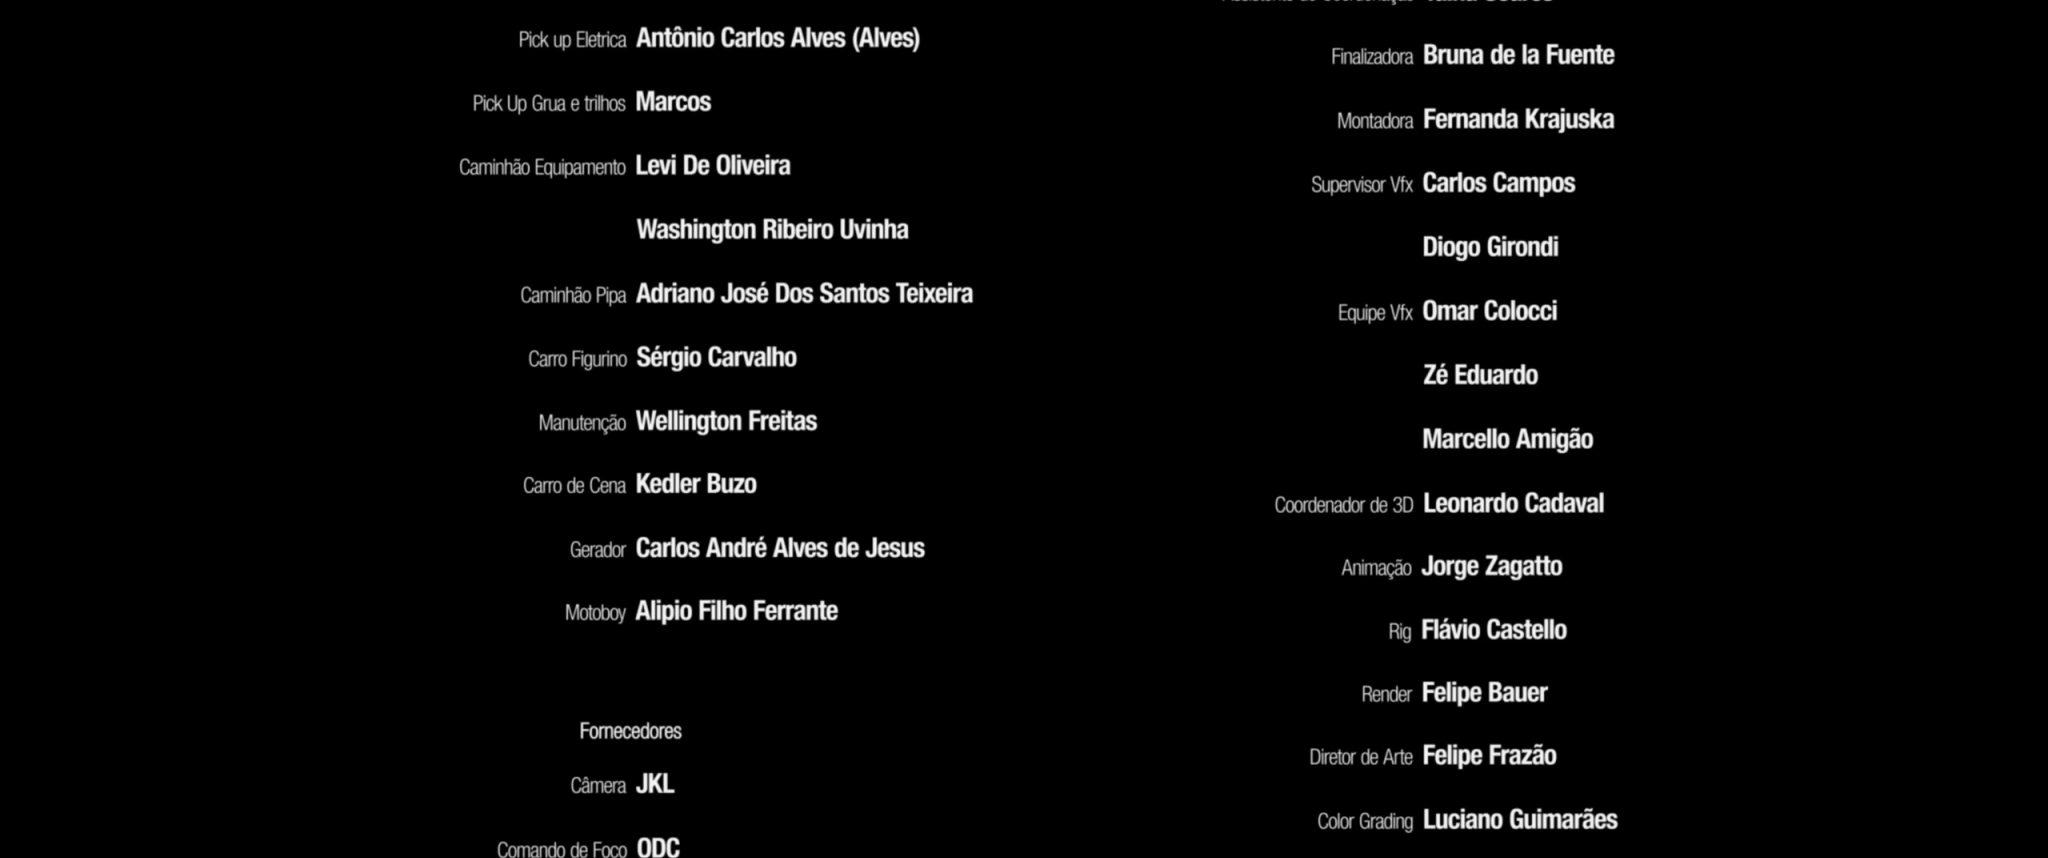 Pick up Eletrica Antônio Carlos Alves (Alves)
Pick Up Grua e trilhos Marcos
Caminhão Equipamento Levi De Oliveira
Washington Ribeiro Uvinha
Caminhão Pipa Adriano José Dos Santos Teixeira
Carro Figurino Sérgio Carvalho
Manutenção Wellington Freitas
Carro de Cena Kedler Buzo
Gerador Carlos André Alves de Jesus
Motoboy Alipio Filho Ferrante
Fornecedores
Câmera JKL
Comando de Foco ODC
Finalizadora Bruna de la Fuente
Montadora Fernanda Krajuska
Supervisor Vfx Carlos Campos
Diogo Girondi
Equipe Vfx Omar Colocci
Zé Eduardo
Marcello Amigão
Coordenador de 3D Leonardo Cadaval
Animação Jorge Zagatto
Rig Flávio Castello
Render Felipe Bauer
Diretor de Arte Felipe Frazão
Color Grading Luciano Guimarães